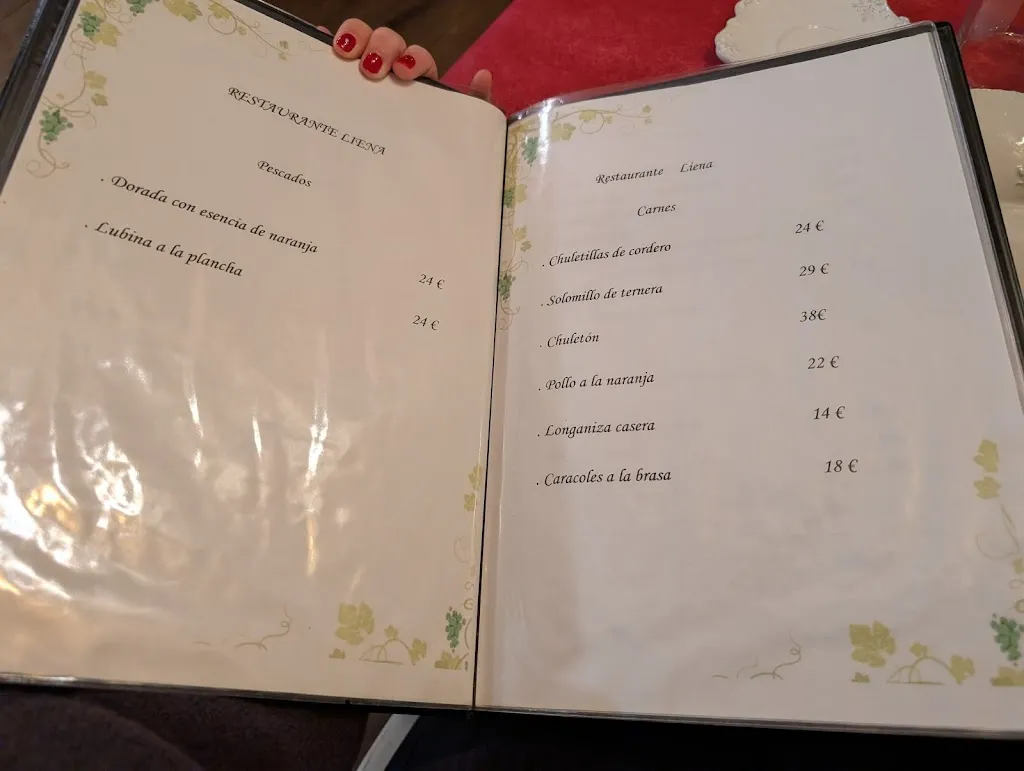 RESTAURANTE LIENA
Pescados
. Dorada con esencia de naranja 24 €
. Lubina a la plancha 24 €
Restaurante Liena
Carnes
. Chuletillas de cordero 24 €
. Solomillo de ternera 29 €
. Chuletón 38€
. Pollo a la naranja 22 €
. Longaniza casera 14 €
. Caracoles a la brasa 18 €